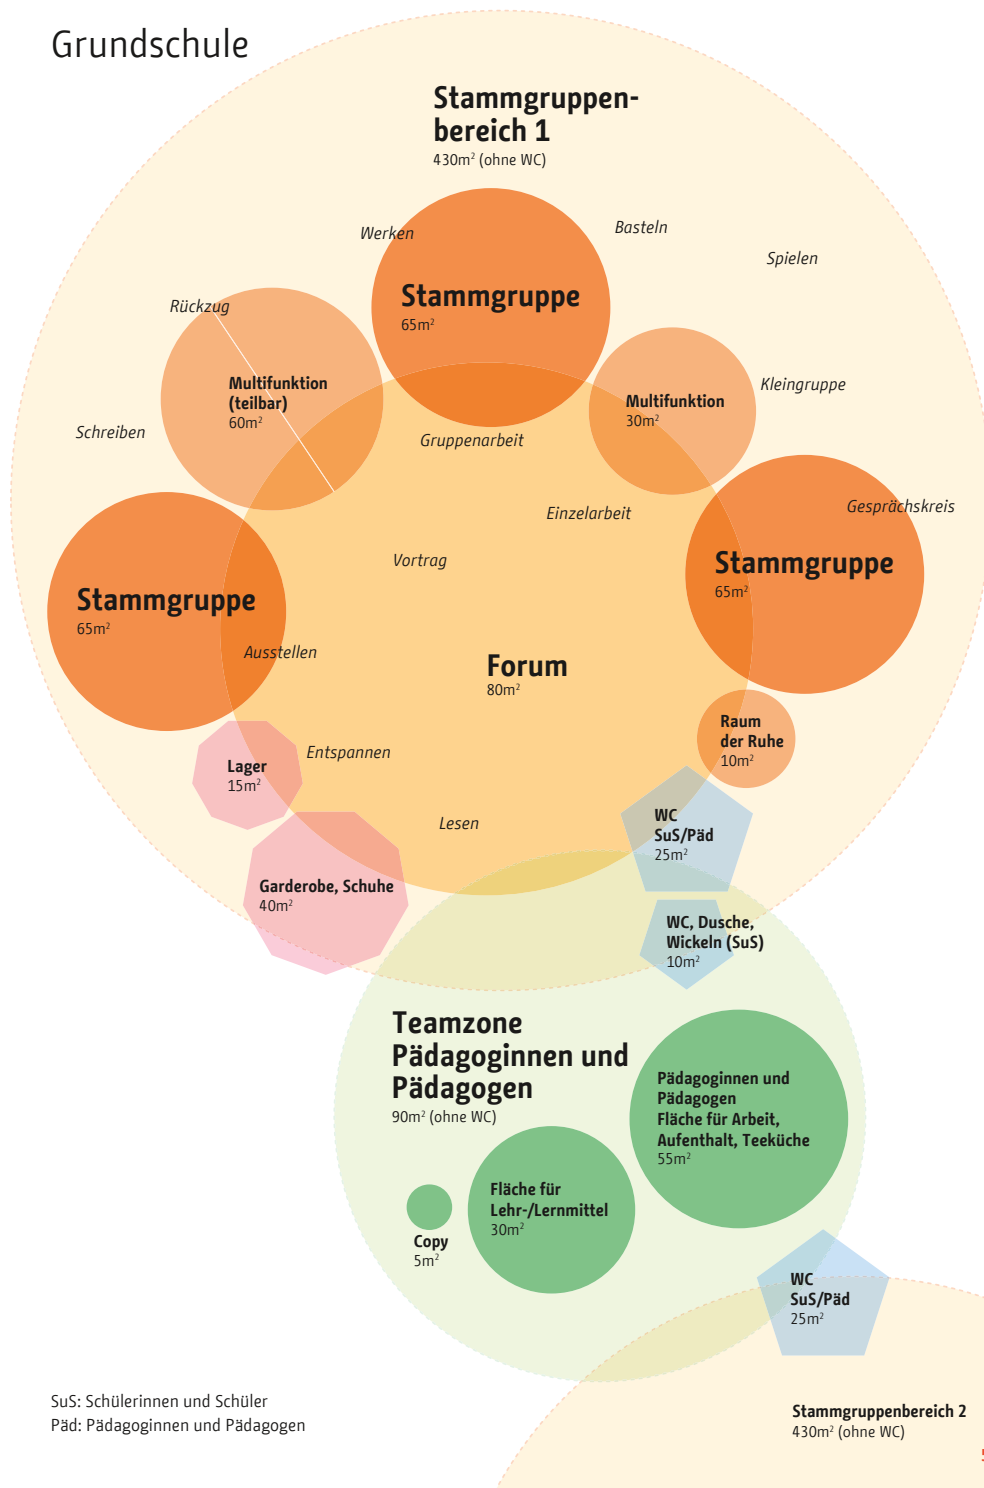 Grundschule
Stammgruppen-
bereich 1
430m² (ohne WC)
Werken
Basteln
Spielen
Stammgruppe
65m²
Rückzug
Multifunktion
(teilbar)
60m²
Multifunktion
30m²
Kleingruppe
Schreiben
Gruppenarbeit
Einzelarbeit
Gesprächskreis
Vortrag
Stammgruppe
65m²
Stammgruppe
65m²
Ausstellen
Forum
80m²
Raum
der Ruhe
10m²
Entspannen
Lager
15m²
Lesen
WC
SuS/Päd
25m²
Garderobe, Schuhe
40m²
WC, Dusche,
Wickeln (SuS)
10m²
Teamzone
Pädagoginnen und
Pädagogen
90m² (ohne WC)
Pädagoginnen und
Pädagogen
Fläche für Arbeit,
Aufenthalt, Teeküche
55m²
Fläche für
Lehr-/Lernmittel
30m²
Copy
5m²
WC
SuS/Päd
25m²
SuS: Schülerinnen und Schüler
Päd: Pädagoginnen und Pädagogen
Stammgruppenbereich 2
430m² (ohne WC)